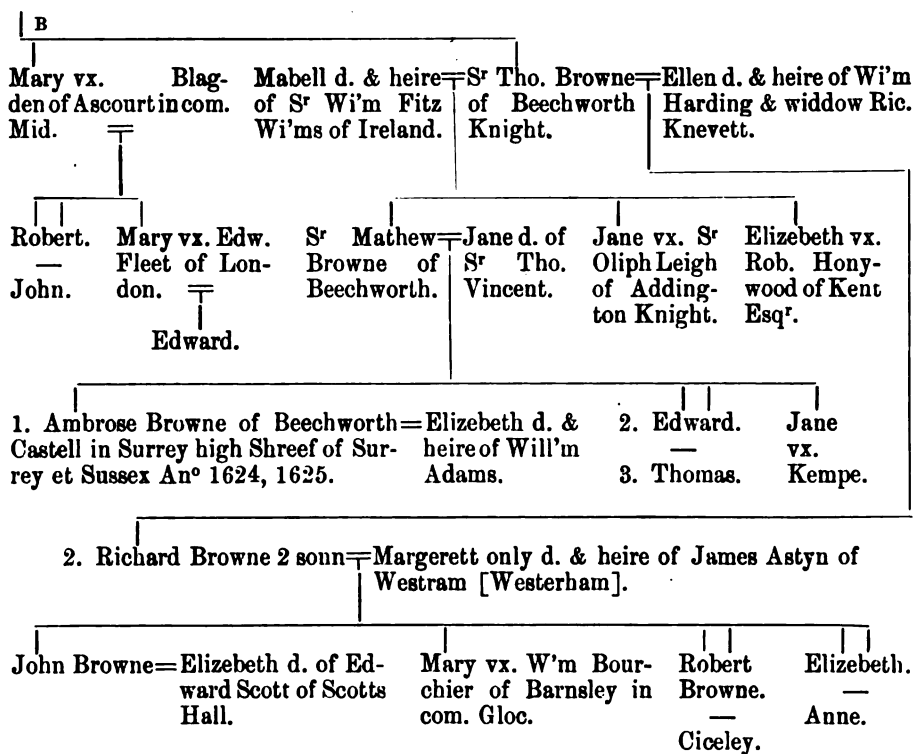 B
Mary vx. Blag-
den of Ascourt in com.
Mid.
Mabell d. & heire
of Sʳ Wi'm Fitz
Wi'ms of Ireland.
Sʳ Tho. Browne
of Beechworth
Knight.
Ellen d. & heire of Wi'm
Harding & widdow Ric.
Knevett.
Robert.
—
John.
Mary vx. Edw.
Fleet of Lon-
don.
Edward.
Sʳ Mathew
Browne of
Beechworth.
Jane d. of
Sʳ Tho.
Vincent.
Jane vx. Sʳ
Oliph Leigh
of Adding-
ton Knight.
Elizebeth vx.
Rob. Hony-
wood of Kent
Esqʳ.
1. Ambrose Browne of Beechworth
Castell in Surrey high Shreef of Sur-
rey et Sussex Anᵒ 1624, 1625.
=
Elizebeth d. &
heire of Will'm
Adams.
2. Edward.
—
3. Thomas.
Jane
vx.
Kempe.
2. Richard Browne 2 sonn
Margerett only d. & heire of James Astyn of
Westram [Westerham].
John Browne
=
Elizebeth d. of Ed-
ward Scott of Scotts
Hall.
Mary vx. W'm Bour-
chier of Barnsley in
com. Gloc.
Robert
Browne.
—
Ciceley.
Elizebeth.
—
Anne.